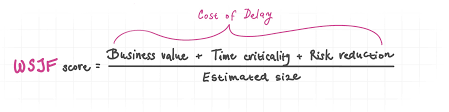 Cost of Delay
Business value + Time criticality + Risk reduction
WSJF score =
Estimated size